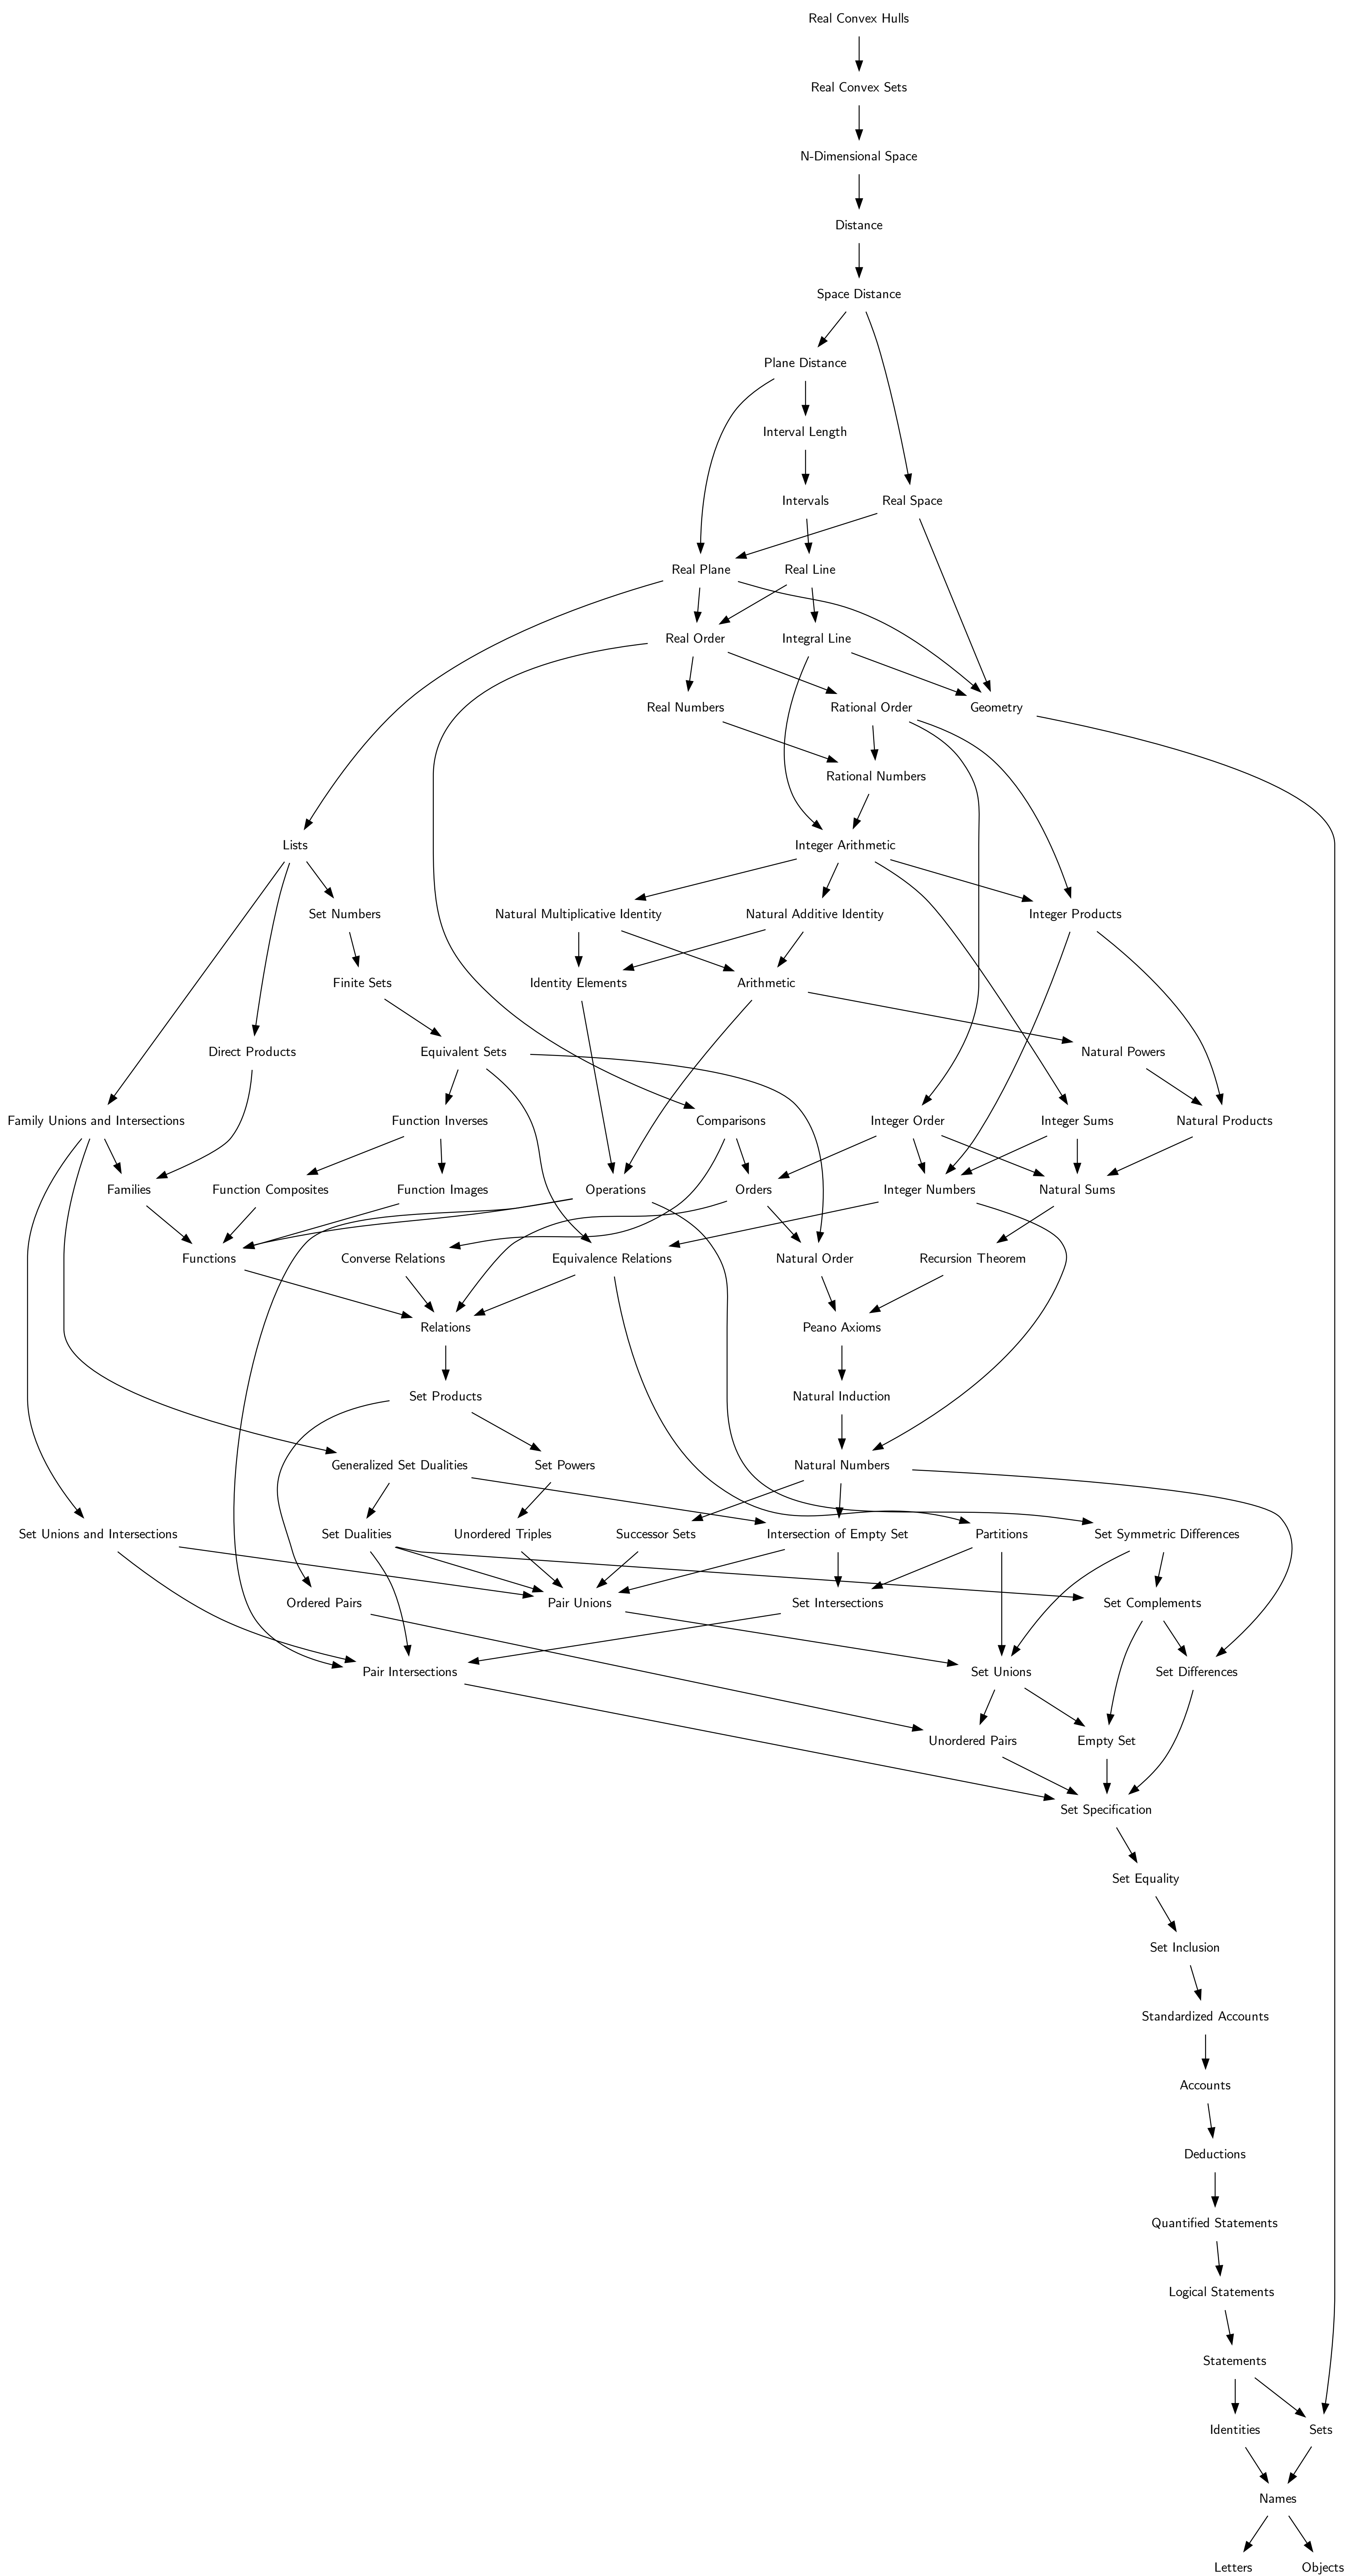 Real Convex Hulls
Real Convex Sets
N-Dimensional Space
Distance
Space Distance
Plane Distance
Interval Length
Intervals
Real Space
Real Plane
Real Line
Real Order
Integral Line
Real Numbers
Rational Order
Geometry
Rational Numbers
Lists
Integer Arithmetic
Set Numbers
Natural Multiplicative Identity
Natural Additive Identity
Integer Products
Finite Sets
Identity Elements
Arithmetic
Direct Products
Equivalent Sets
Natural Powers
Family Unions and Intersections
Function Inverses
Comparisons
Integer Order
Integer Sums
Natural Products
Families
Function Composites
Function Images
Operations
Orders
Integer Numbers
Natural Sums
Functions
Converse Relations
Equivalence Relations
Natural Order
Recursion Theorem
Relations
Peano Axioms
Set Products
Natural Induction
Generalized Set Dualities
Set Powers
Natural Numbers
Set Unions and Intersections
Set Dualities
Unordered Triples
Successor Sets
Intersection of Empty Set
Partitions
Set Symmetric Differences
Ordered Pairs
Pair Unions
Set Intersections
Set Complements
Pair Intersections
Set Unions
Set Differences
Unordered Pairs
Empty Set
Set Specification
Set Equality
Set Inclusion
Standardized Accounts
Accounts
Deductions
Quantified Statements
Logical Statements
Statements
Identities
Sets
Names
Letters
Objects